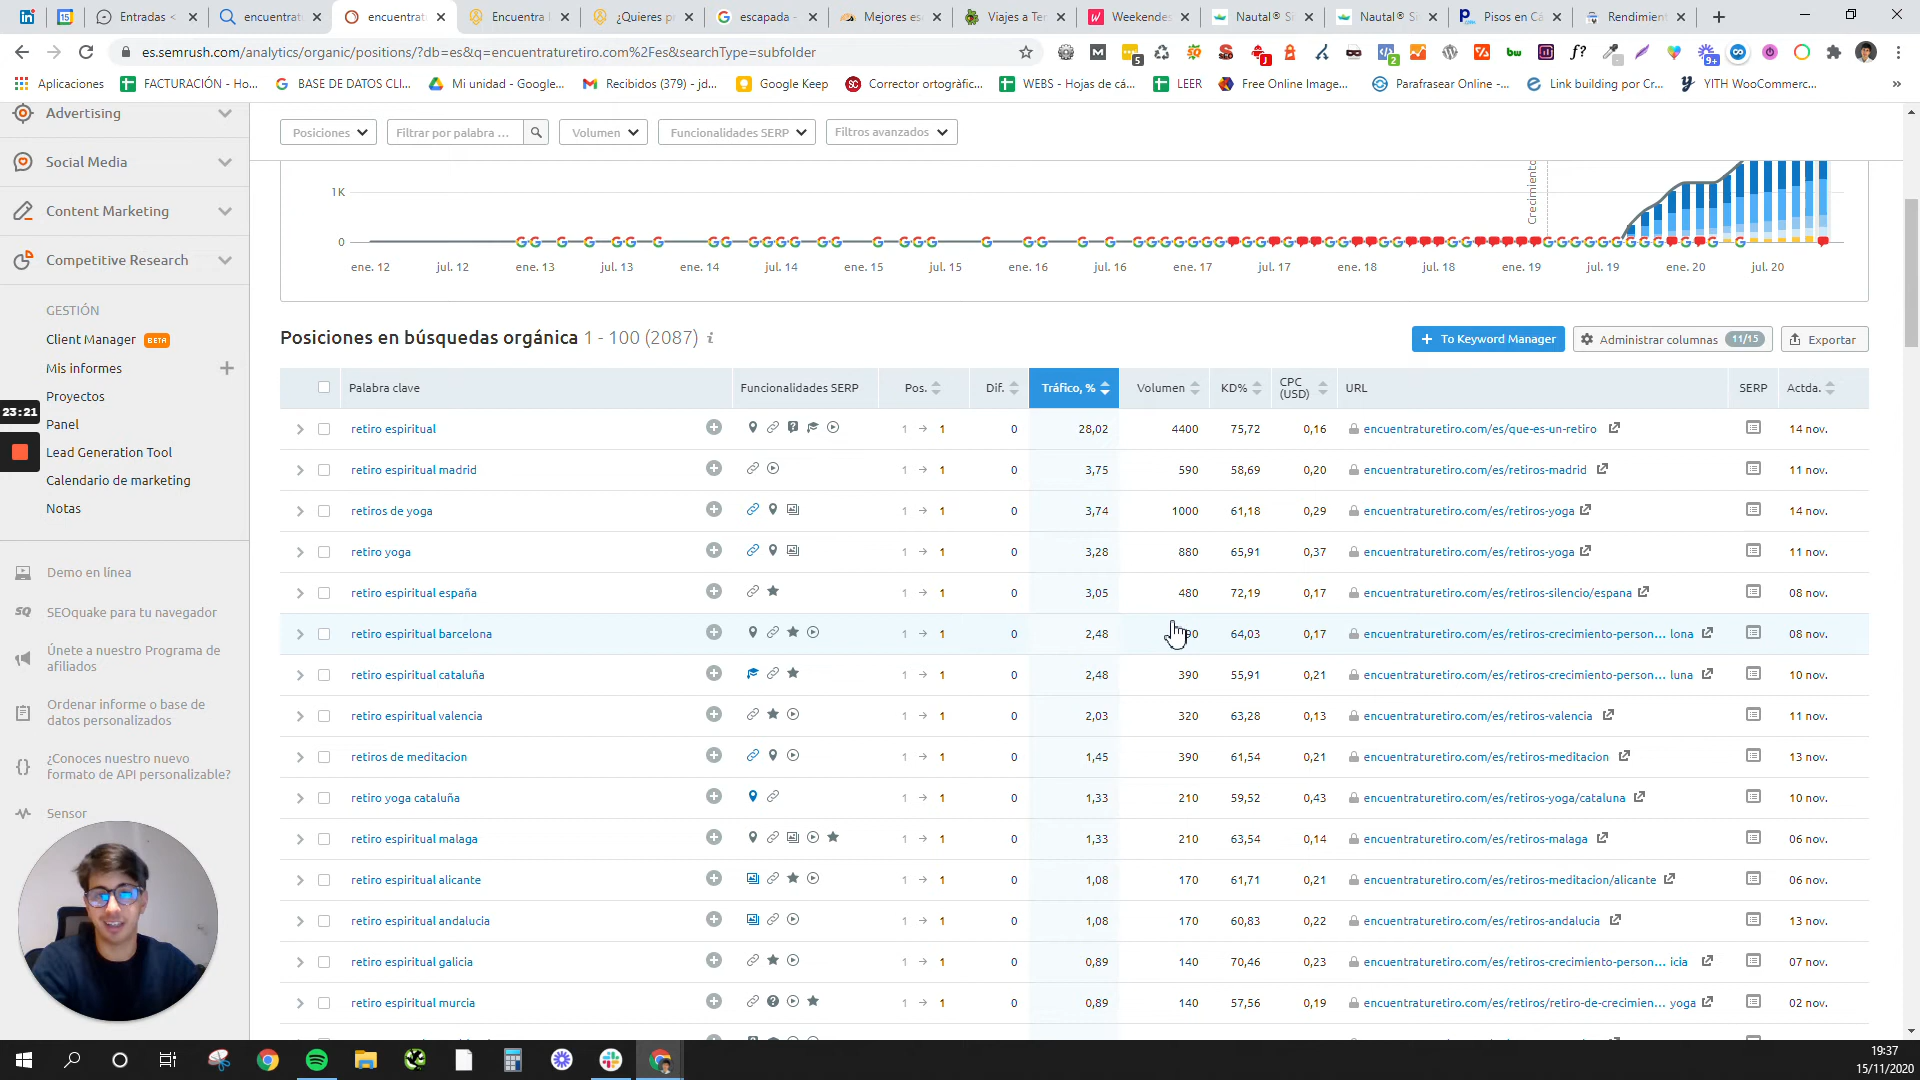 Entradas <
encuentrat
encuentrat
Encuentra
¿Quieres p
escapada -
Mejores es
Viajes a Te
Weekende
Nautal® S
Nautal® S
Pisos en C
Rendimien
es.semrush.com/analytics/organic/positions/?db=es&q=encuentraturetiro.com%2Fes&searchType=subfolder
Aplicaciones
FACTURACIÓN - Ho...
BASE DE DATOS CLI...
Mi unidad - Google...
Recibidos (379) - jd...
Google Keep
Corrector ortográfic...
WEBS - Hojas de cá...
LEER
Free Online Image...
Parafrasear Online -...
Link building por Cr...
YITH WooCommerc...
Advertising
Social Media
Content Marketing
Competitive Research
GESTIÓN
Client Manager BETA
Mis informes
Proyectos
Panel
Lead Generation Tool
Calendario de marketing
Notas
23:21
Demo en línea
SEOquake para tu navegador
Únete a nuestro Programa de
afiliados
Ordenar informe o base de
datos personalizados
¿Conoces nuestro nuevo
formato de API personalizable?
Sensor
Posiciones
Filtrar por palabra ...
Volumen
Funcionalidades SERP
Filtros avanzados
1K
0
Crecimiento
ene. 12 jul. 12 ene. 13 jul. 13 ene. 14 jul. 14 ene. 15 jul. 15 ene. 16 jul. 16 ene. 17 jul. 17 ene. 18 jul. 18 ene. 19 jul. 19 ene. 20 jul. 20
Posiciones en búsquedas orgánica 1 - 100 (2087) i
+ To Keyword Manager
Administrar columnas 11/15
Exportar
Palabra clave Funcionalidades SERP Pos. Dif. Tráfico, % Volumen KD% CPC (USD) URL SERP Actda.
retiro espiritual 1 → 1 0 28,02 4400 75,72 0,16 encuentraturetiro.com/es/que-es-un-retiro 14 nov.
retiro espiritual madrid 1 → 1 0 3,75 590 58,69 0,20 encuentraturetiro.com/es/retiros-madrid 11 nov.
retiros de yoga 1 → 1 0 3,74 1000 61,18 0,29 encuentraturetiro.com/es/retiros-yoga 14 nov.
retiro yoga 1 → 1 0 3,28 880 65,91 0,37 encuentraturetiro.com/es/retiros-yoga 11 nov.
retiro espiritual españa 1 → 1 0 3,05 480 72,19 0,17 encuentraturetiro.com/es/retiros-silencio/espana 08 nov.
retiro espiritual barcelona 1 → 1 0 2,48 90 64,03 0,17 encuentraturetiro.com/es/retiros-crecimiento-person... lona 08 nov.
retiro espiritual cataluña 1 → 1 0 2,48 390 55,91 0,21 encuentraturetiro.com/es/retiros-crecimiento-person... luna 10 nov.
retiro espiritual valencia 1 → 1 0 2,03 320 63,28 0,13 encuentraturetiro.com/es/retiros-valencia 11 nov.
retiros de meditacion 1 → 1 0 1,45 390 61,54 0,21 encuentraturetiro.com/es/retiros-meditacion 13 nov.
retiro yoga cataluña 1 → 1 0 1,33 210 59,52 0,43 encuentraturetiro.com/es/retiros-yoga/cataluna 10 nov.
retiro espiritual malaga 1 → 1 0 1,33 210 63,54 0,14 encuentraturetiro.com/es/retiros-malaga 06 nov.
retiro espiritual alicante 1 → 1 0 1,08 170 61,71 0,21 encuentraturetiro.com/es/retiros-meditacion/alicante 06 nov.
retiro espiritual andalucia 1 → 1 0 1,08 170 60,83 0,22 encuentraturetiro.com/es/retiros-andalucia 13 nov.
retiro espiritual galicia 1 → 1 0 0,89 140 70,46 0,23 encuentraturetiro.com/es/retiros-crecimiento-person... icia 07 nov.
retiro espiritual murcia 1 → 1 0 0,89 140 57,56 0,19 encuentraturetiro.com/es/retiros/retiro-de-crecimien... yoga 02 nov.
19:37
15/11/2020